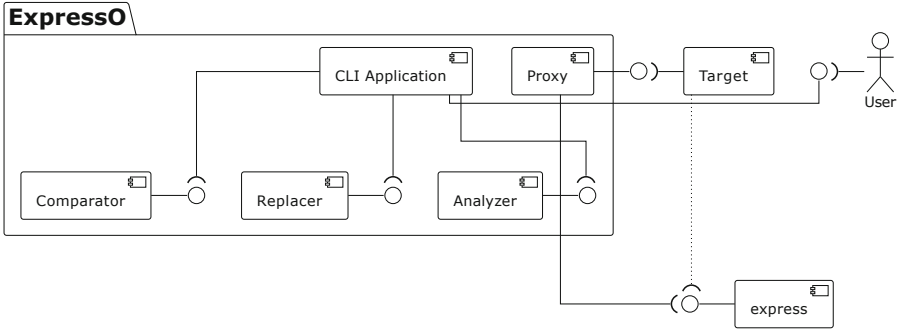 ExpressO
CLI Application
Proxy
Target
User
Comparator
Replacer
Analyzer
express